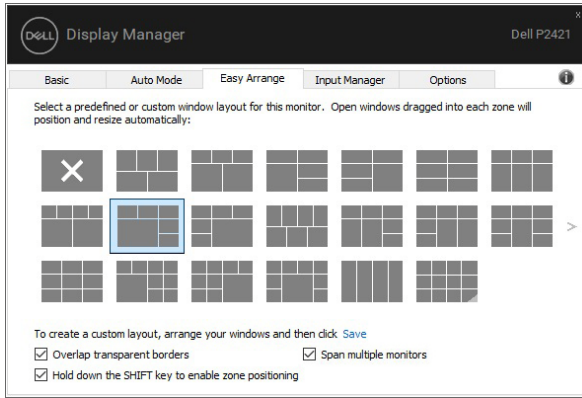 x
DELL Display Manager Dell P2421
Basic Auto Mode Easy Arrange Input Manager Options i
Select a predefined or custom window layout for this monitor. Open windows dragged into each zone will
position and resize automatically:
>
To create a custom layout, arrange your windows and then click Save
Overlap transparent borders Span multiple monitors
Hold down the SHIFT key to enable zone positioning